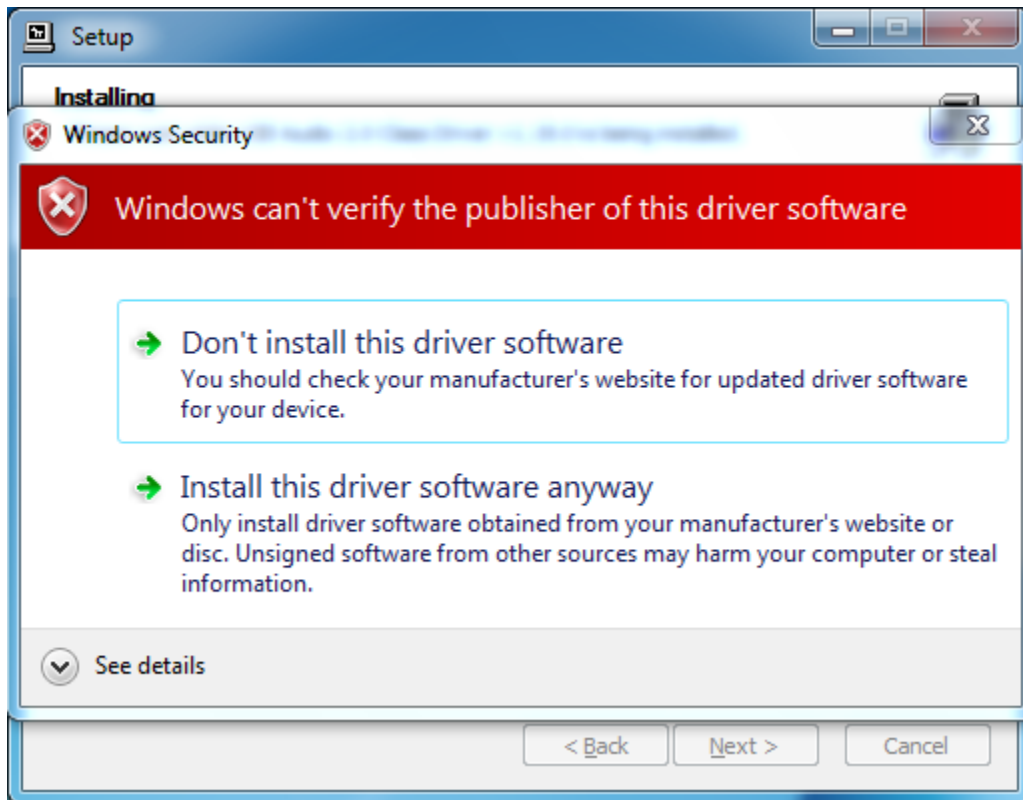 Setup
Installing
Windows Security
Windows can't verify the publisher of this driver software
Don't install this driver software
You should check your manufacturer's website for updated driver software
for your device.
Install this driver software anyway
Only install driver software obtained from your manufacturer's website or
disc. Unsigned software from other sources may harm your computer or steal
information.
See details
< Back
Next >
Cancel